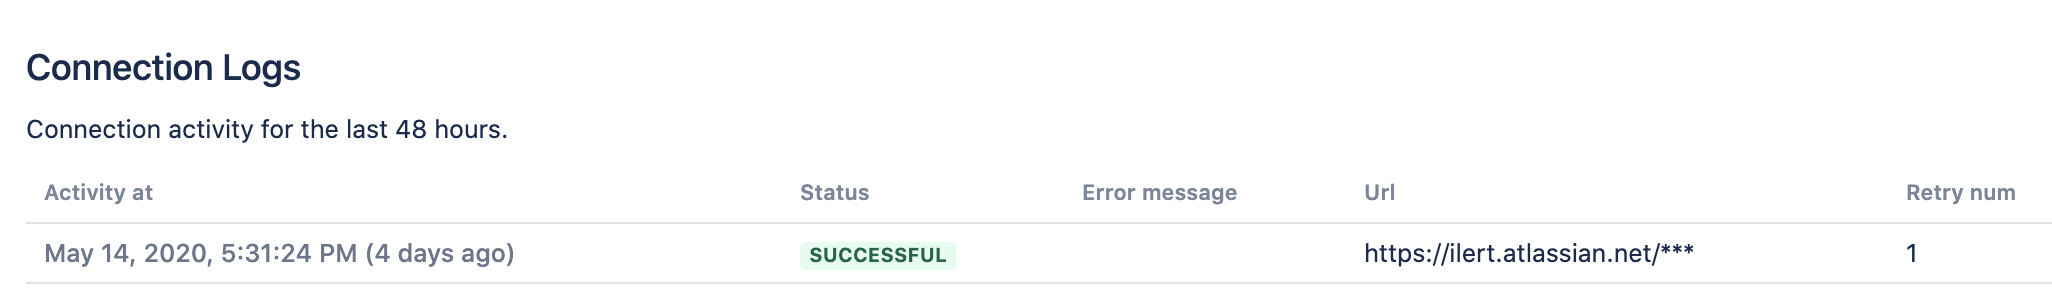 Connection Logs
Connection activity for the last 48 hours.
Activity at Status Error message Url Retry num
May 14, 2020, 5:31:24 PM (4 days ago) SUCCESSFUL https://ilert.atlassian.net/*** 1